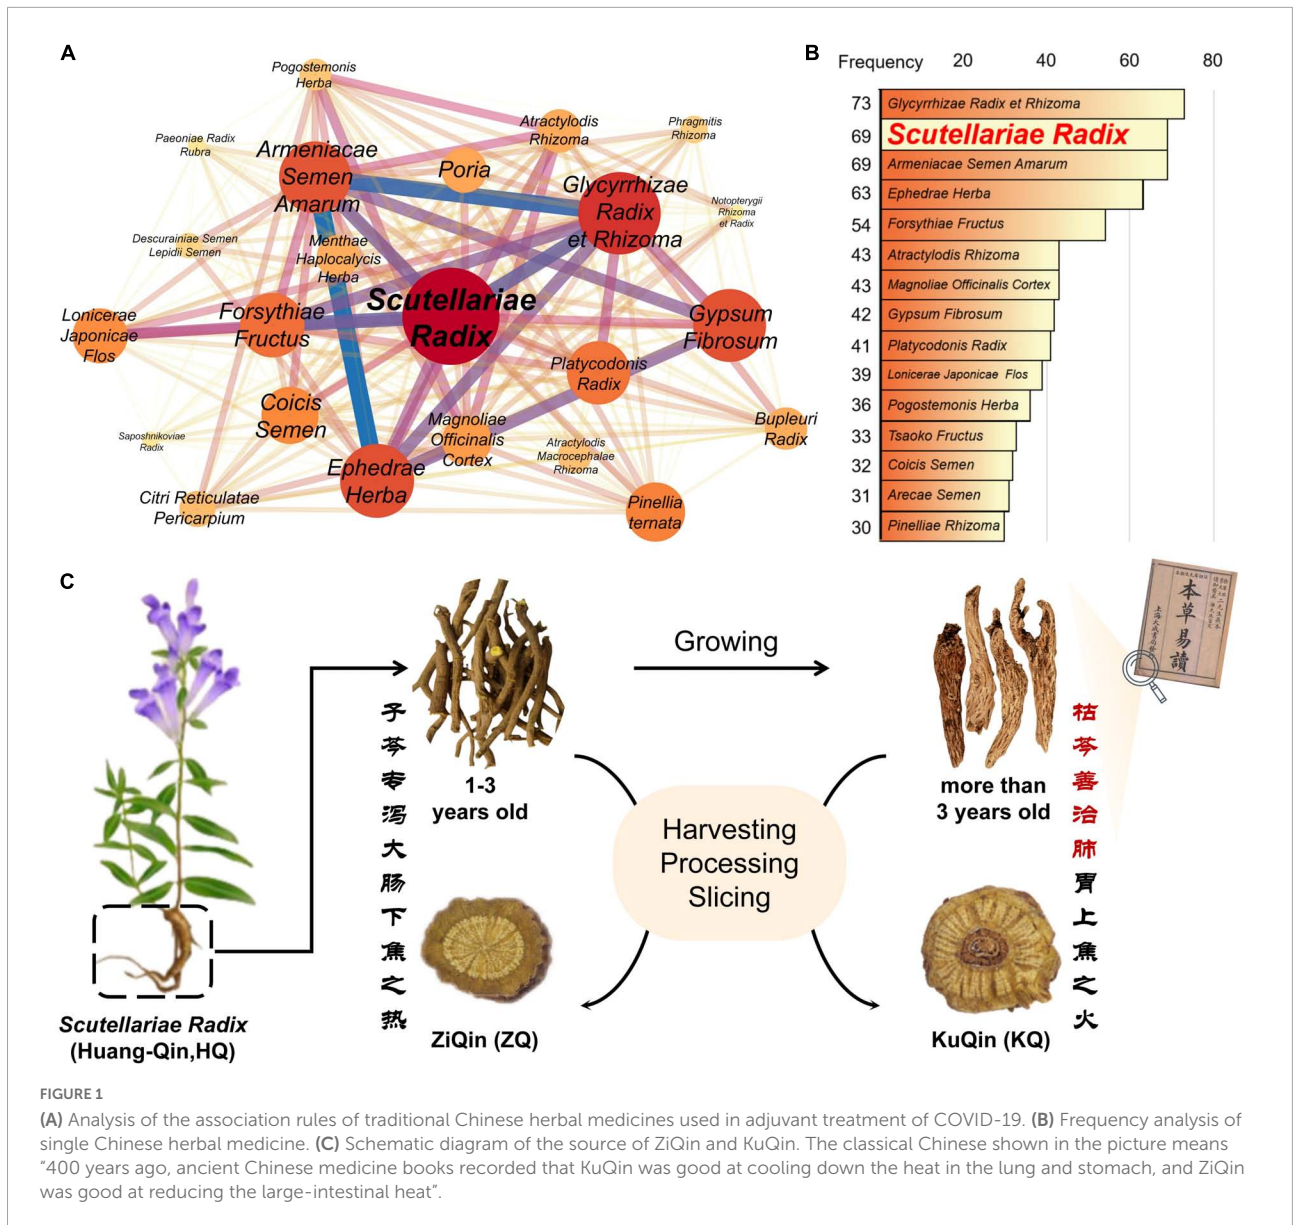 A
Pogostemonis
Herba
Paeoniae Radix
Rubra
Armeniacae
Semen
Amarum
Poria
Atractylodis
Rhizoma
Phragmitis
Rhizoma
Glycyrrhizae
Radix
et Rhizoma
Notopterygii
Rhizoma
et Radix
Descurainiae Semen
Lepidii Semen
Menthae
Haplocalycis
Herba
Lonicerae
Japonicae
Flos
Forsythiae
Fructus
Scutellariae
Radix
Gypsum
Fibrosum
Platycodonis
Radix
Coicis
Semen
Magnoliae
Officinalis
Cortex
Bupleuri
Radix
Saposhnikoviae
Radix
Atractylodis
Macrocephalae
Rhizoma
Ephedrae
Herba
Citri Reticulatae
Pericarpium
Pinellia
ternata
B
Frequency 20 40 60 80
73 Glycyrrhizae Radix et Rhizoma
69 Scutellariae Radix
69 Armeniacae Semen Amarum
63 Ephedrae Herba
54 Forsythiae Fructus
43 Atractylodis Rhizoma
43 Magnoliae Officinalis Cortex
42 Gypsum Fibrosum
41 Platycodonis Radix
39 Lonicerae Japonicae Flos
36 Pogostemonis Herba
33 Tsaoko Fructus
32 Coicis Semen
31 Arecae Semen
30 Pinelliae Rhizoma
C
Scutellariae Radix
(Huang-Qin,HQ)
子芩专泻大肠下焦之热
1-3
years old
Growing
more than
3 years old
Harvesting
Processing
Slicing
ZiQin (ZQ)
KuQin (KQ)
枯芩善治肺胃上焦之火
本草易讀
FIGURE 1
(A) Analysis of the association rules of traditional Chinese herbal medicines used in adjuvant treatment of COVID-19. (B) Frequency analysis of
single Chinese herbal medicine. (C) Schematic diagram of the source of ZiQin and KuQin. The classical Chinese shown in the picture means
"400 years ago, ancient Chinese medicine books recorded that KuQin was good at cooling down the heat in the lung and stomach, and ZiQin
was good at reducing the large-intestinal heat".